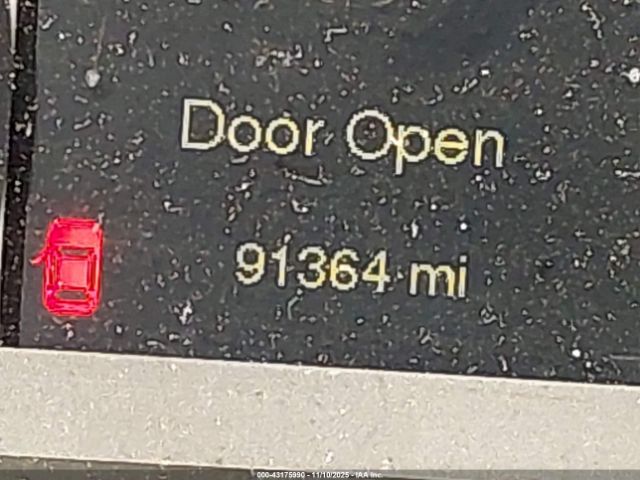 Door Open
91364 mi
000-43175990 - 11/10/2025 - IAA Inc.